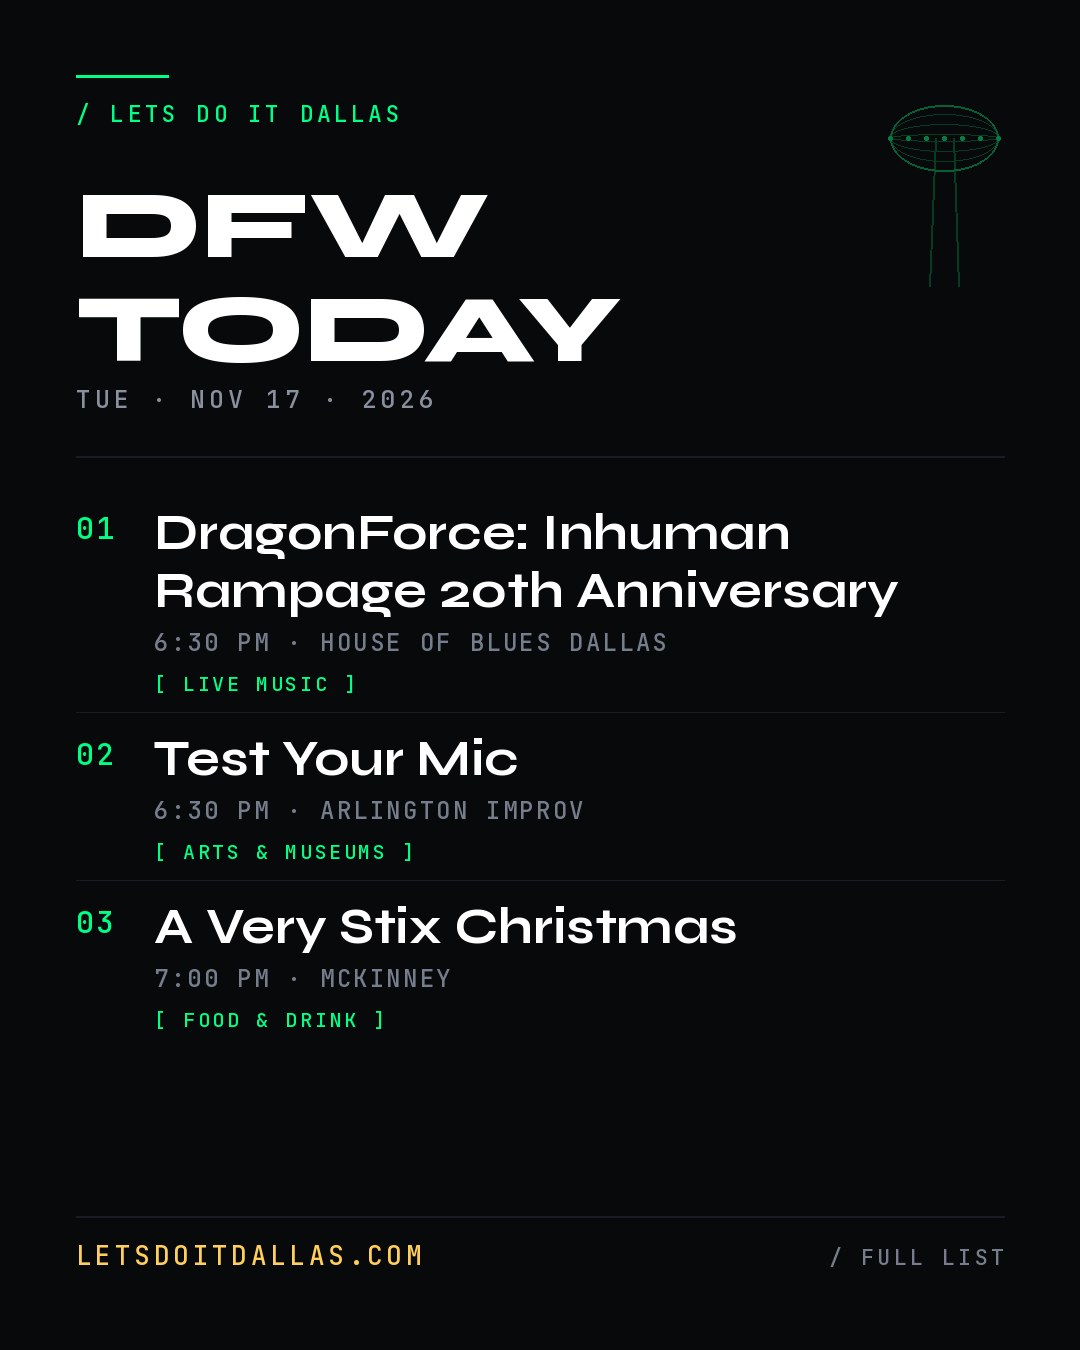 / LETS DO IT DALLAS
DFW
TODAY
TUE · NOV 17 · 2026
01
DragonForce: Inhuman
Rampage 20th Anniversary
6:30 PM · HOUSE OF BLUES DALLAS
[ LIVE MUSIC ]
02
Test Your Mic
6:30 PM · ARLINGTON IMPROV
[ ARTS & MUSEUMS ]
03
A Very Stix Christmas
7:00 PM · MCKINNEY
[ FOOD & DRINK ]
LETSDOITDALLAS.COM
/ FULL LIST